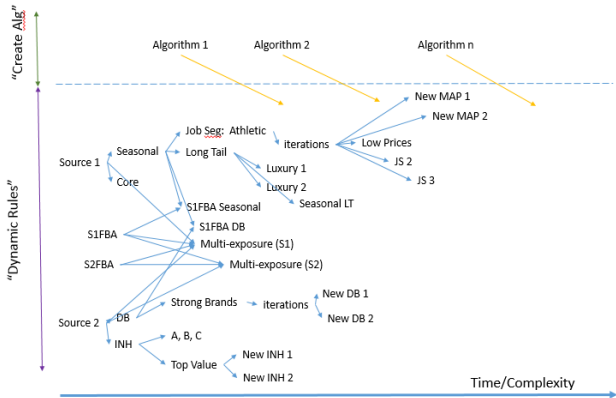 “Create Alg”
Algorithm 1
Algorithm 2
Algorithm n
“Dynamic Rules”
New MAP 1
New MAP 2
Job Seg: Athletic
iterations
Low Prices
Source 1
Seasonal
Long Tail
JS 2
Luxury 1
JS 3
Core
Luxury 2
Seasonal LT
S1FBA Seasonal
S1FBA DB
S1FBA
Multi-exposure (S1)
S2FBA
Multi-exposure (S2)
Strong Brands
iterations
New DB 1
Source 2
DB
New DB 2
A, B, C
INH
Top Value
New INH 1
New INH 2
Time/Complexity